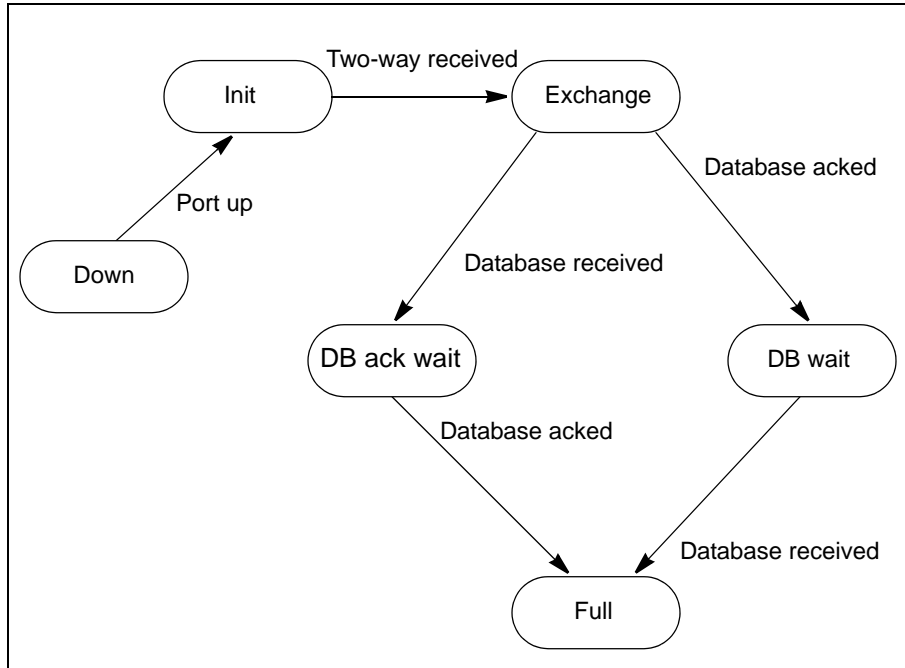 Two-way received
Init
Exchange
Database acked
Port up
Database received
Down
DB ack wait
DB wait
Database acked
Database received
Full